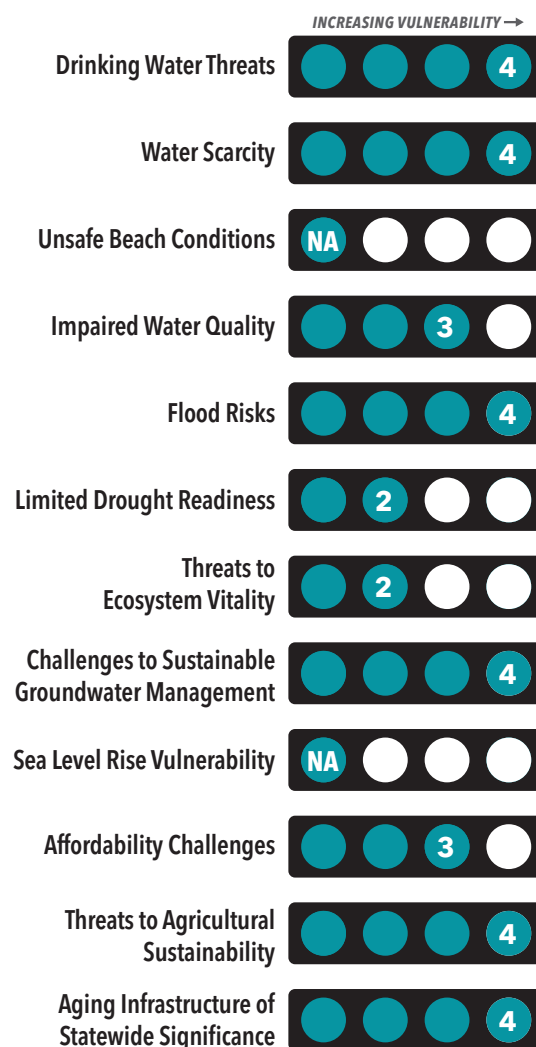 INCREASING VULNERABILITY →
Drinking Water Threats 4
Water Scarcity 4
Unsafe Beach Conditions NA
Impaired Water Quality 3
Flood Risks 4
Limited Drought Readiness 2
Threats to
Ecosystem Vitality 2
Challenges to Sustainable
Groundwater Management 4
Sea Level Rise Vulnerability NA
Affordability Challenges 3
Threats to Agricultural
Sustainability 4
Aging Infrastructure of
Statewide Significance 4